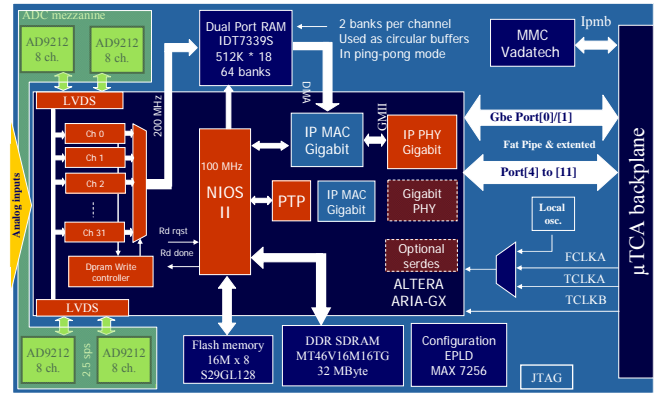 ADC mezzanine
AD9212
8 ch.
AD9212
8 ch.
Dual Port RAM
IDT7339S
512K * 18
64 banks
2 banks per channel
Used as circular buffers
In ping-pong mode
MMC
Vadatech
Ipmb
LVDS
200 MHz
DMA
GMII
Ch 0
Ch 1
Ch 2
Ch 31
Dpram Write
controller
Rd rqst
Rd done
100 MHz
NIOS
II
IP MAC
Gigabit
IP PHY
Gigabit
PTP
IP MAC
Gigabit
Gigabit
PHY
Optional
serdes
ALTERA
ARIA-GX
Gbe Port[0]/[1]
Fat Pipe & extented
Port[4] to [11]
Local
osc.
FCLKA
TCLKA
TCLKB
µTCA backplane
Analog inputs
LVDS
AD9212
8 ch.
2.5 sps
AD9212
8 ch.
Flash memory
16M x 8
S29GL128
DDR SDRAM
MT46V16M16TG
32 MByte
Configuration
EPLD
MAX 7256
JTAG